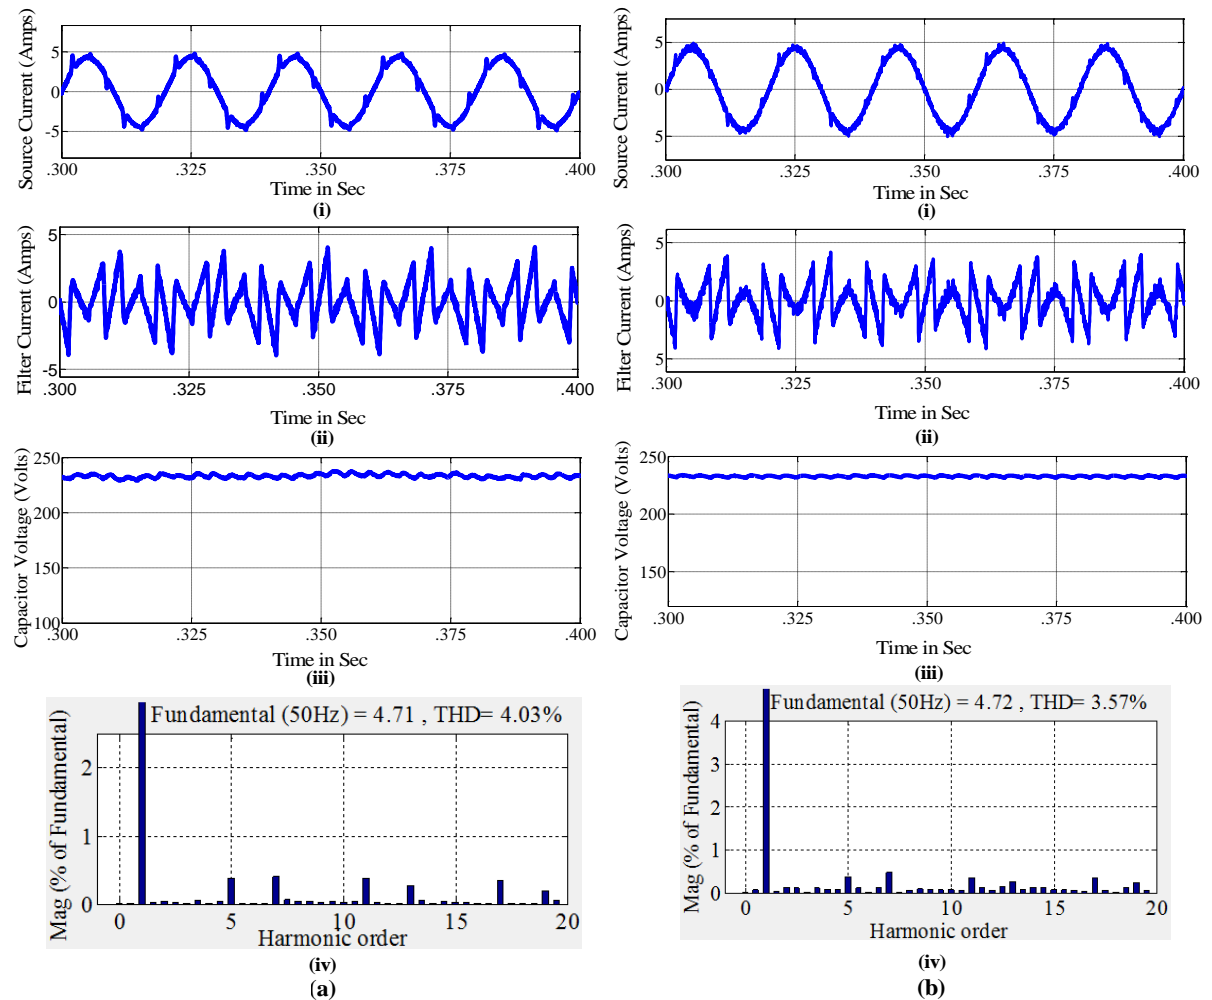 Source Current (Amps)
5
0
-5
.300
.325
.350
.375
.400
Time in Sec
(i)
Filter Current (Amps)
5
0
-5
.300
.325
.350
.375
.400
Time in Sec
(ii)
Capacitor Voltage (Volts)
250
200
150
100
.300
.325
.350
.375
.400
Time in Sec
(iii)
Fundamental (50Hz) = 4.71 , THD= 4.03%
Mag (% of Fundamental)
2
1
0
0
5
10
15
20
Harmonic order
(iv)
(a)
Source Current (Amps)
5
0
5
.300
.325
.350
.375
.400
Time in Sec
(i)
Filter Current (Amps)
5
0
5
.300
.325
.350
.375
.400
Time in Sec
(ii)
Capacitor Voltage (Volts)
250
200
150
.300
.325
.350
.375
.400
Time in Sec
(iii)
Fundamental (50Hz) = 4.72 , THD= 3.57%
Mag (% of Fundamental)
4
3
2
1
0
0
5
10
15
20
Harmonic order
(iv)
(b)